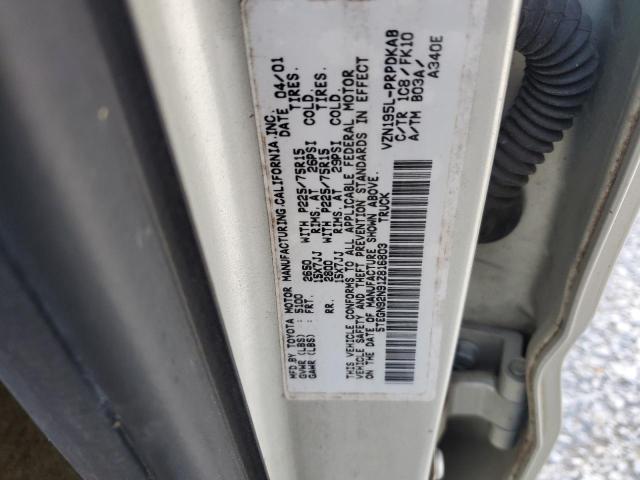 MFD BY TOYOTA MOTOR MANUFACTURING,CALIFORNIA,INC.
GVWR (LBS) : 5100 DATE 04/01
GAWR (LBS) : FRT. 2650 WITH P225/75R15 TIRES,
15X7JJ RIMS, AT 26PSI COLD.
RR. 2800 WITH P225/75R15 TIRES,
15X7JJ RIMS, AT 29PSI COLD.
THIS VEHICLE CONFORMS TO ALL APPLICABLE FEDERAL MOTOR
VEHICLE SAFETY AND THEFT PREVENTION STANDARDS IN EFFECT
ON THE DATE OF MANUFACTURE SHOWN ABOVE.
5TEGN92N91Z816803 TRUCK
VZN195L-PRPDKAB
C/TR 1C8/FK10
A/TM B03A/
A340E